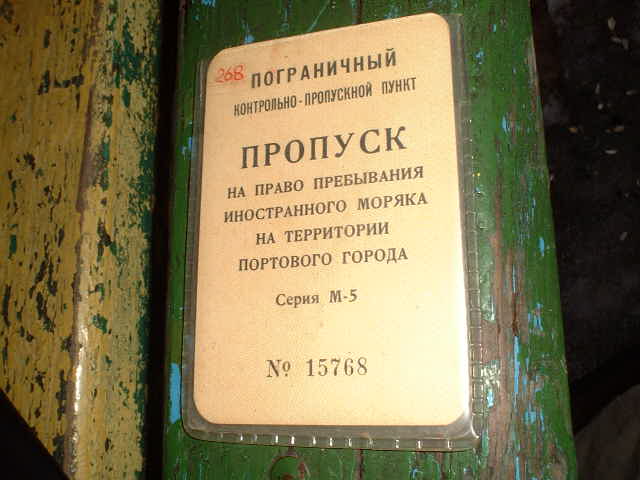 268
ПОГРАНИЧНЫЙ
КОНТРОЛЬНО-ПРОПУСКНОЙ ПУНКТ
ПРОПУСК
НА ПРАВО ПРЕБЫВАНИЯ
ИНОСТРАННОГО МОРЯКА
НА ТЕРРИТОРИИ
ПОРТОВОГО ГОРОДА
Серия М-5
№ 15768